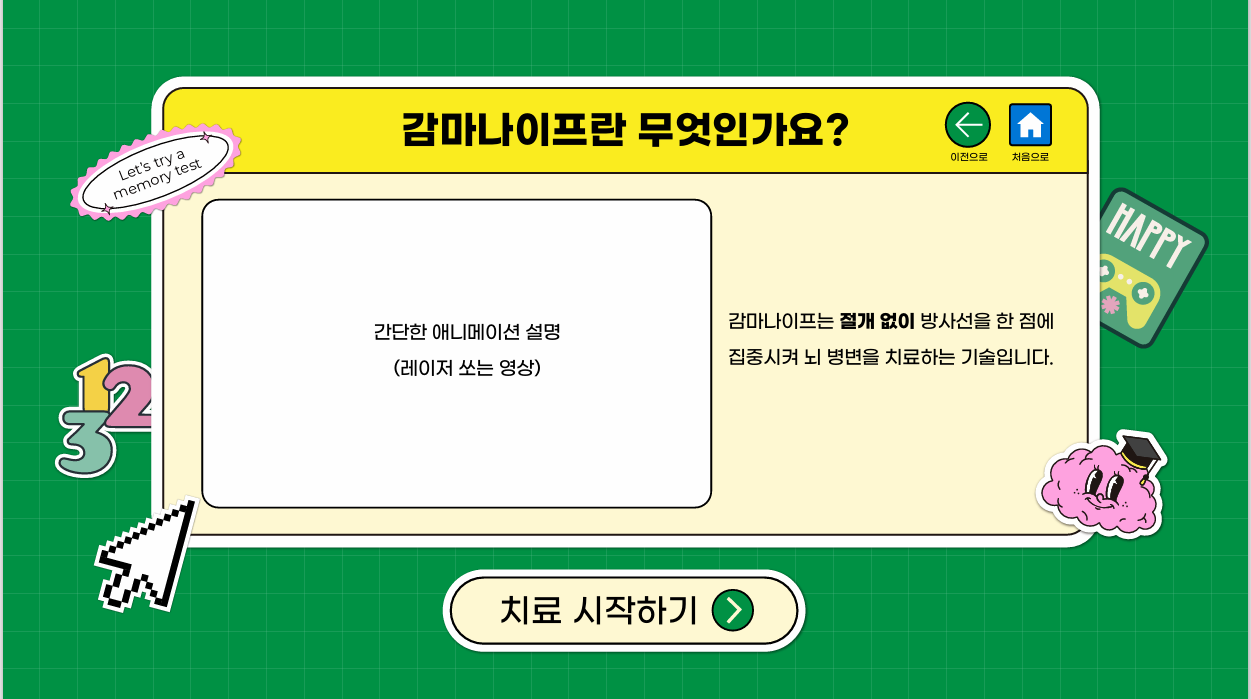 감마나이프란 무엇인가요?
이전으로
처음으로
Let's try a
memory test
HAPPY
간단한 애니메이션 설명
(레이저 쏘는 영상)
감마나이프는 절개 없이 방사선을 한 점에
집중시켜 뇌 병변을 치료하는 기술입니다.
1
2
3
치료 시작하기